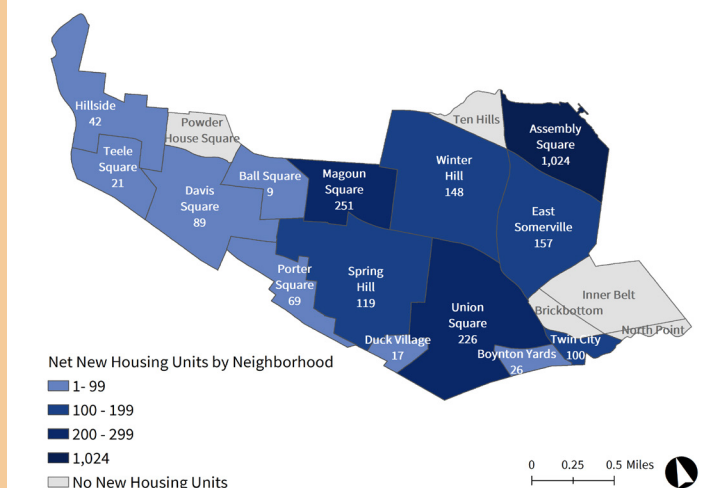 Hillside
42
Powder
House Square
Ten Hills
Assembly
Square
1,024
Teele
Square
21
Ball Square
9
Magoun
Square
251
Winter
Hill
148
Davis
Square
89
East
Somerville
157
Porter
Square
69
Spring
Hill
119
Inner Belt
Brickbottom
Union
Square
226
North Point
Duck Village
17
Twin City
100
Boynton Yards
26
Net New Housing Units by Neighborhood
1- 99
100 - 199
200 - 299
1,024
No New Housing Units
0 0.25 0.5 Miles